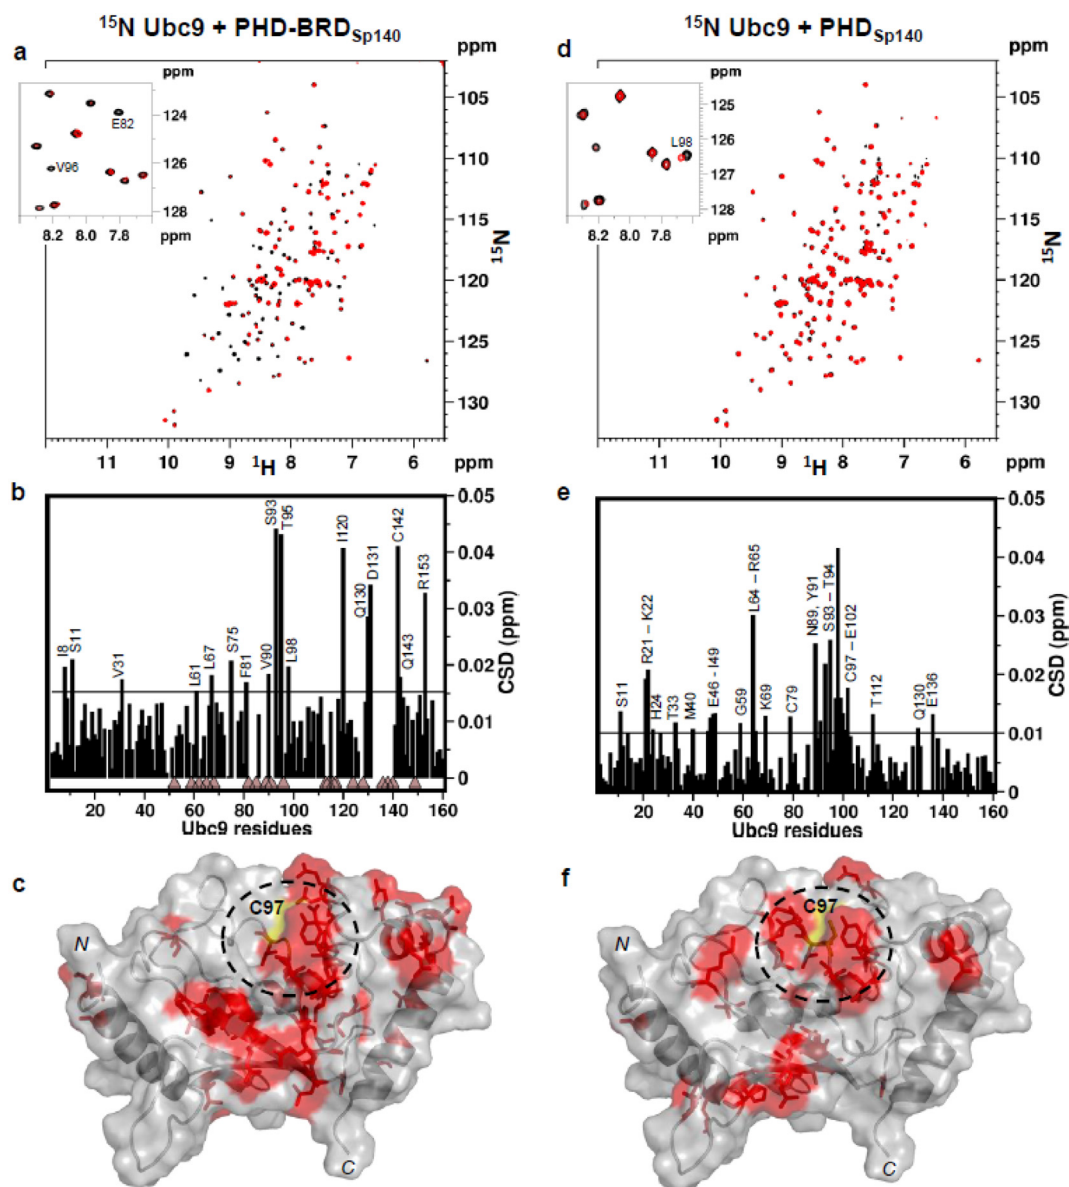 15N Ubc9 + PHD-BRDSp140
a
ppm
ppm
124
E82
V96
126
128
8.2 8.0 7.8
ppm
105
110
115
15N
120
125
130
11 10 9 1H 8 7 6 ppm
15N Ubc9 + PHDSp140
d
ppm
ppm
125
126
L98
127
128
8.2 8.0 7.8
ppm
105
110
115
15N
120
125
130
11 10 9 1H 8 7 6 ppm
b
I8
S11
V31
L61
L67
S75
F81
V90
S93
T95
L98
I120
Q130
D131
C142
Q143
R153
0.05
0.04
0.03
0.02
0.01
0
CSD (ppm)
20 40 60 80 100 120 140 160
Ubc9 residues
e
S11
R21 – K22
H24
T33
M40
E46 - I49
G59
L64 – R65
K69
C79
N89, Y91
S93 – T94
C97 – E102
T112
Q130
E136
0.05
0.04
0.03
0.02
0.01
0
CSD (ppm)
20 40 60 80 100 120 140 160
Ubc9 residues
c
C97
N
C
f
C97
N
C